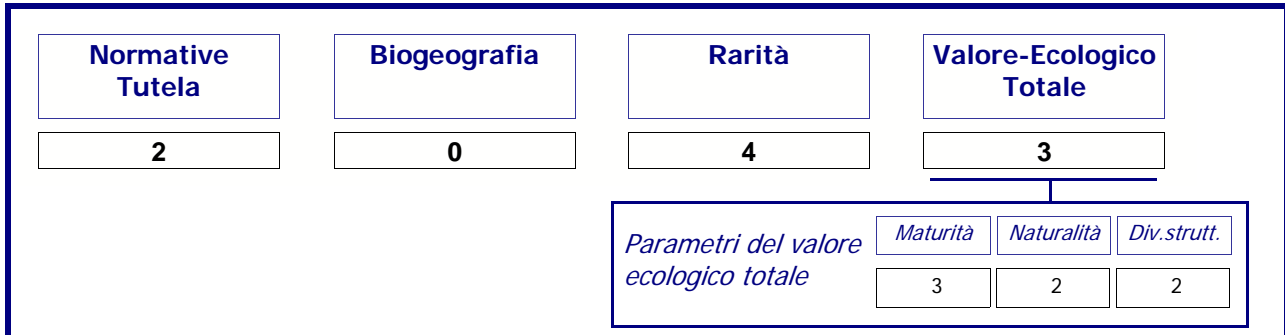 Normative
Tutela
Biogeografia
Rarità
Valore-Ecologico
Totale
2
0
4
3
Parametri del valore
ecologico totale
Maturità
Naturalità
Div.strutt.
3
2
2